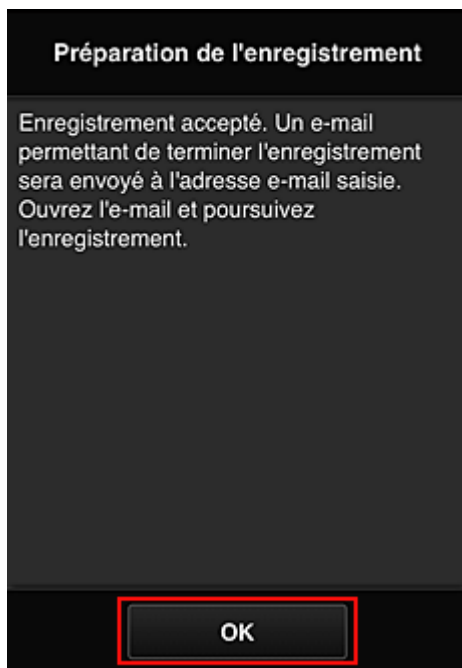 Préparation de l'enregistrement
Enregistrement accepté. Un e-mail
permettant de terminer l'enregistrement
sera envoyé à l'adresse e-mail saisie.
Ouvrez l'e-mail et poursuivez
l'enregistrement.
OK